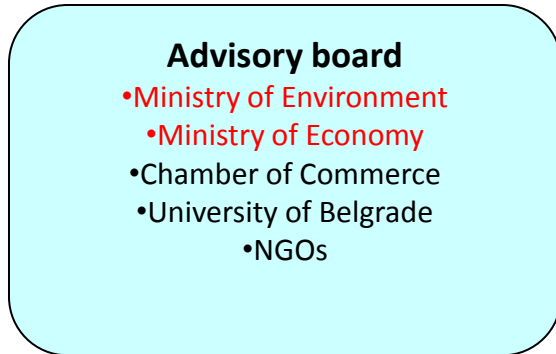 Advisory board
•Ministry of Environment
•Ministry of Economy
•Chamber of Commerce
•University of Belgrade
•NGOs